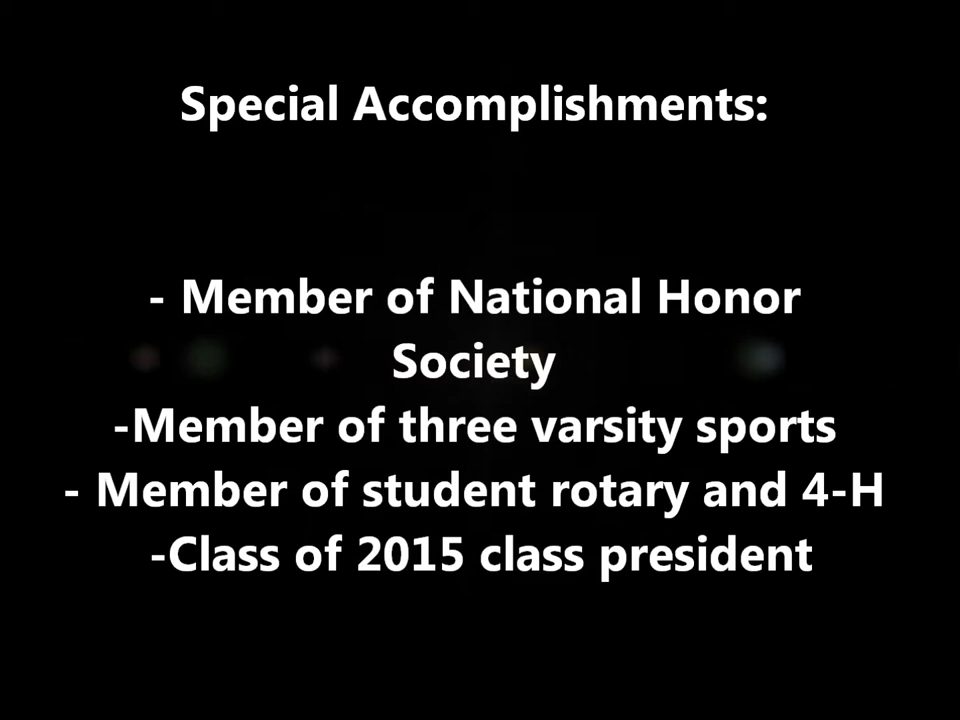 Special Accomplishments:
- Member of National Honor
Society
-Member of three varsity sports
- Member of student rotary and 4-H
-Class of 2015 class president